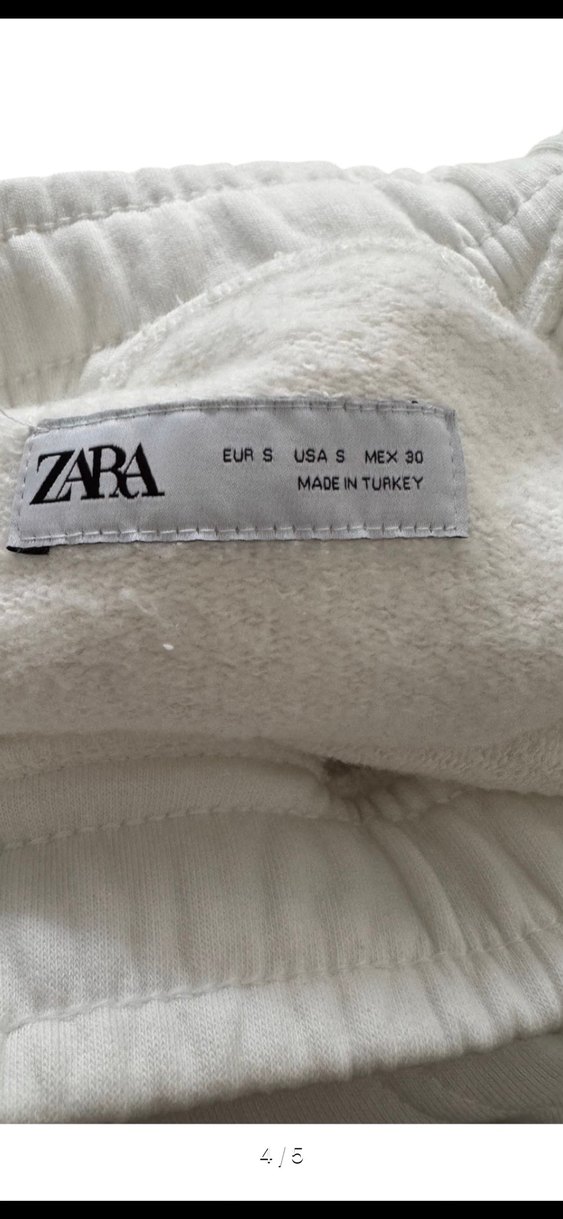 ZARA
EUR S USA S MEX 30
MADE IN TURKEY
4/5